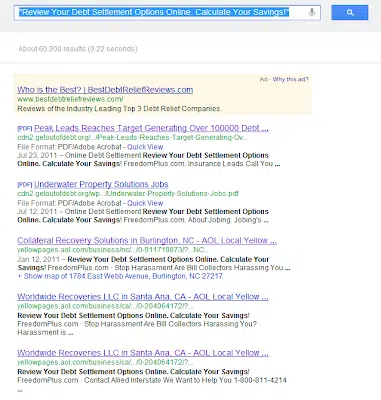 "Review Your Debt Settlement Options Online. Calculate Your Savings!"
About 60,900 results (0.22 seconds)
Ad - Why this ad?
Who is the Best? | BestDebtReliefReviews.com
www.bestdebtreliefreviews.com/
Reviews of the Industry Leading Top 3 Debt Relief Companies.
[PDF] Peak Leads Reaches Target Generating Over 100000 Debt ...
cdn2.getoutofdebt.org/.../Peak-Leads-Reaches-Target-Generating-Ov...
File Format: PDF/Adobe Acrobat - Quick View
Jul 23, 2011 – Online Debt Settlement Review Your Debt Settlement Options
Online. Calculate Your Savings! FreedomPlus.com. Insurance Leads Call You ...
[PDF] Underwater Property Solutions Jobs
cdn2.getoutofdebt.org/wp.../Underwater-Property-Solutions-Jobs.pdf
File Format: PDF/Adobe Acrobat - Quick View
Jul 12, 2011 – Online Debt Settlement Review Your Debt Settlement Options
Online. Calculate Your Savings! FreedomPlus.com. About Jobing. Jobing's ...
Collateral Recovery Solutions in Burlington, NC - AOL Local Yellow ...
yellowpages.aol.com/business/nc/.../0-911719873/?...NC..
Jan 12, 2011 – Review Your Debt Settlement Options Online. Calculate Your
Savings! FreedomPlus.com · Stop Harassment Are Bill Collectors Harassing You ...
+ Show map of 1784 East Webb Avenue, Burlington, NC 27217
Worldwide Recoveries LLC in Santa Ana, CA - AOL Local Yellow ...
yellowpages.aol.com/business/ca/.../0-204064172/?...
Review Your Debt Settlement Options Online. Calculate Your Savings!
FreedomPlus.com · Stop Harassment Are Bill Collectors Harassing You?
Harassment is ...
Worldwide Recoveries LLC in Santa Ana, CA - AOL Local Yellow ...
yellowpages.aol.com/business/ca/.../0-204064172/?...
Review Your Debt Settlement Options Online. Calculate Your Savings!
FreedomPlus.com · Contact Allied Interstate We Want to Help You 1-800-811-4214
...